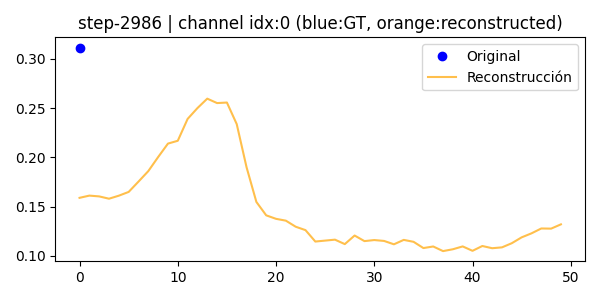 step-2986 | channel idx:0 (blue:GT, orange:reconstructed)
Original
Reconstrucción
0.30
0.25
0.20
0.15
0.10
0 10 20 30 40 50